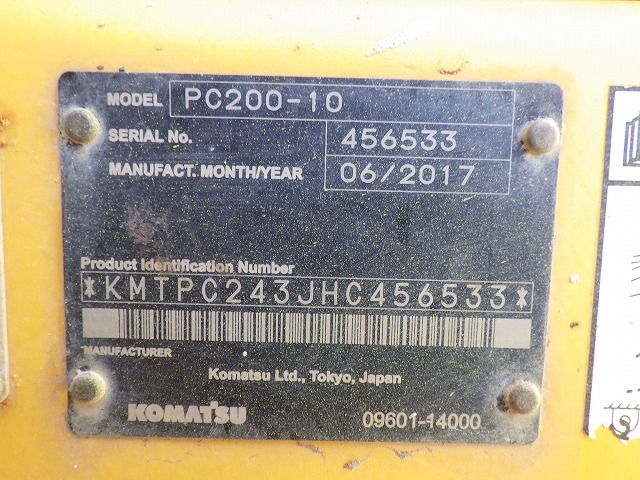 MODEL PC200-10
SERIAL No. 456533
MANUFACT. MONTH/YEAR 06/2017
Product Identification Number
*KMTPC243JHC456533*
MANUFACTURER
Komatsu Ltd., Tokyo, Japan
KOMATSU 09601-14000